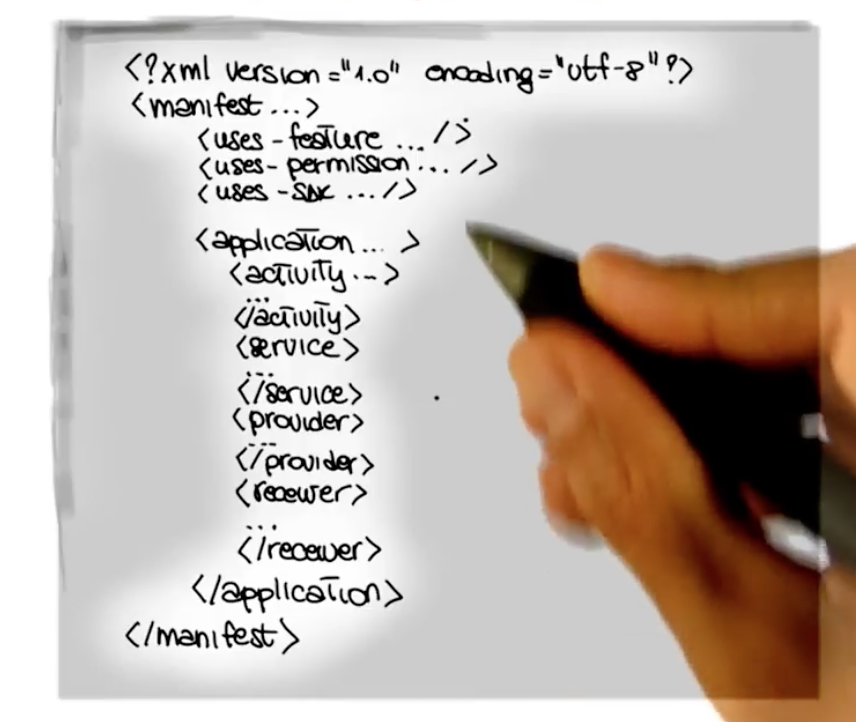 <?xml version="1.0" encoding="utf-8"?>
<manifest ...>
<uses-feature ... />
<uses-permission ... />
<uses-SDK .../>
<application ... >
<activity ...>
...
</activity>
<service>
...
</service>
<provider>
...
</provider>
<receiver>
...
</receiver>
</application>
</manifest>